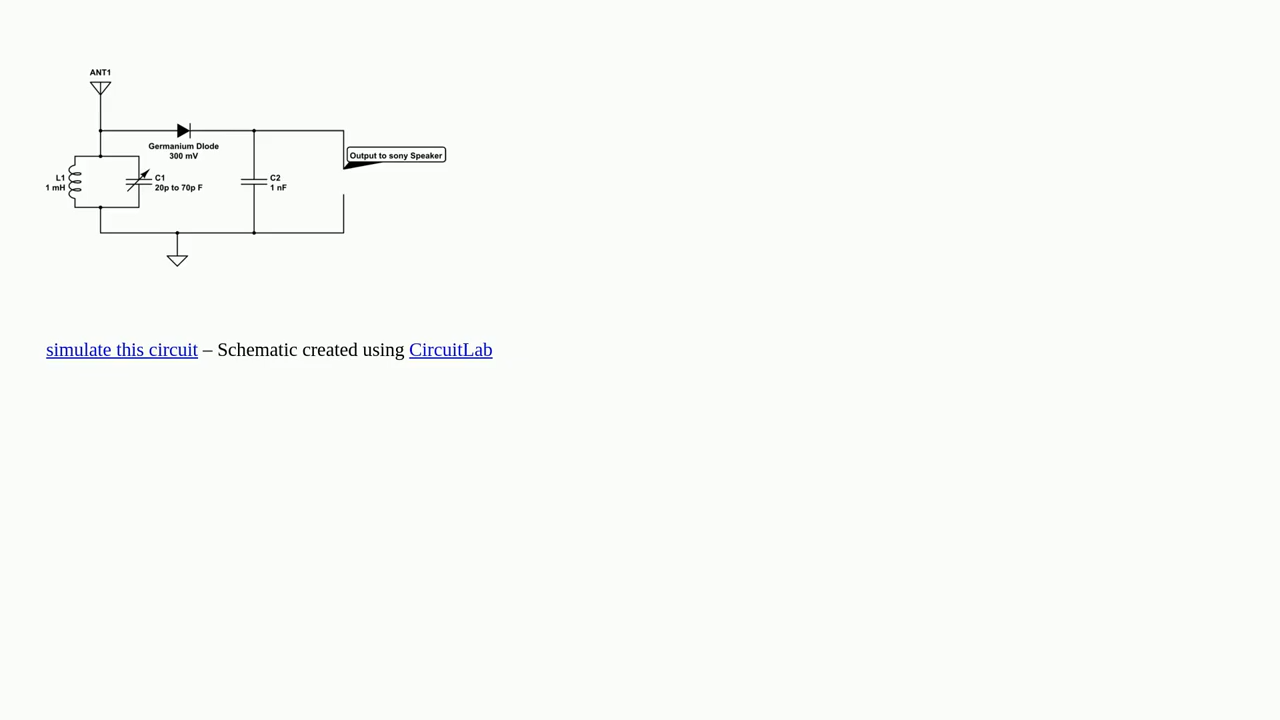 ANT1
Germanium DIode
300 mV
Output to sony Speaker
L1
1 mH
C1
20p to 70p F
C2
1 nF
simulate this circuit – Schematic created using CircuitLab